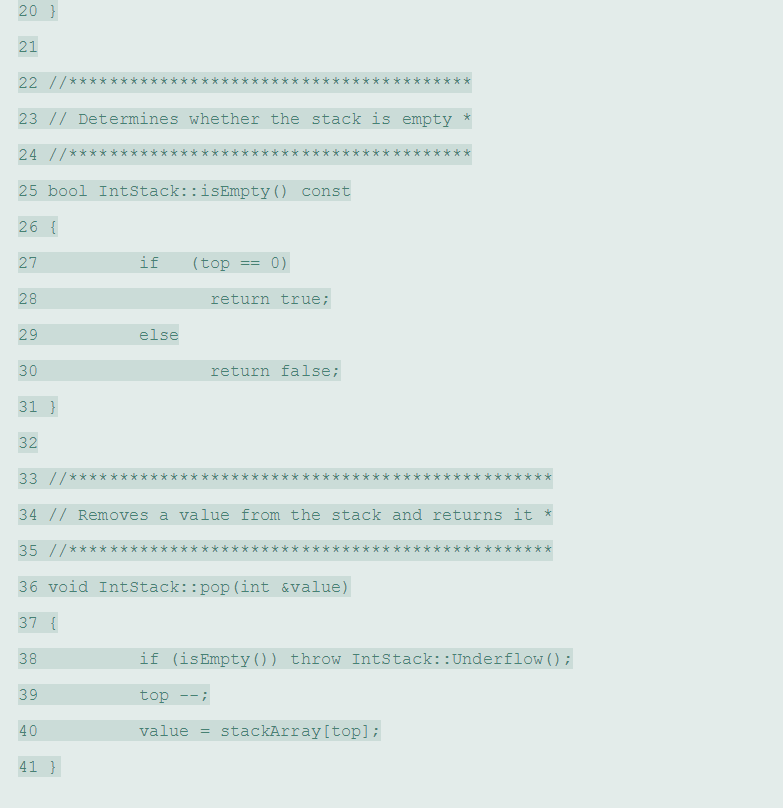 20 }
21
22 //****************************************
23 // Determines whether the stack is empty *
24 //****************************************
25 bool IntStack::isEmpty() const
26 {
27          if   (top == 0)
28                 return true;
29          else
30                 return false;
31 }
32
33 //************************************************
34 // Removes a value from the stack and returns it *
35 //************************************************
36 void IntStack::pop(int &value)
37 {
38          if (isEmpty()) throw IntStack::Underflow();
39          top --;
40          value = stackArray[top];
41 }